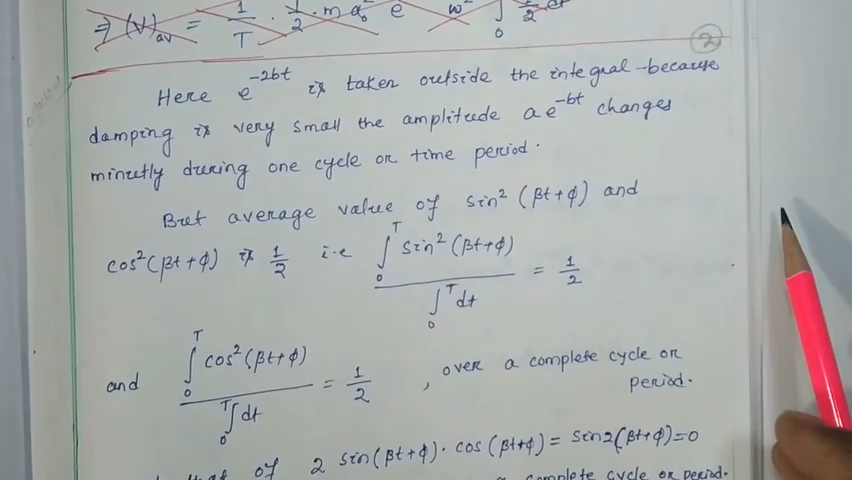 ⇒ (V)av = 1/T · 1/2 · m a₀² e w² ∫₀ 1/2 dt
2
Here e^-2bt is taken outside the integral-because
damping is very small the amplitude a e^-bt changes
minutly during one cycle or time period.
But average value of sin² (βt+φ) and
cos²(βt+φ) is 1/2 i.e ∫₀ᵀ sin² (βt+φ) / ∫₀ᵀ dt = 1/2
and ∫₀ᵀ cos² (βt+φ) / ∫₀ᵀ dt = 1/2 , over a complete cycle or
period.
that of 2 sin(βt+φ) · cos (βt+φ) = sin2(βt+φ)=0
complete cycle or period.